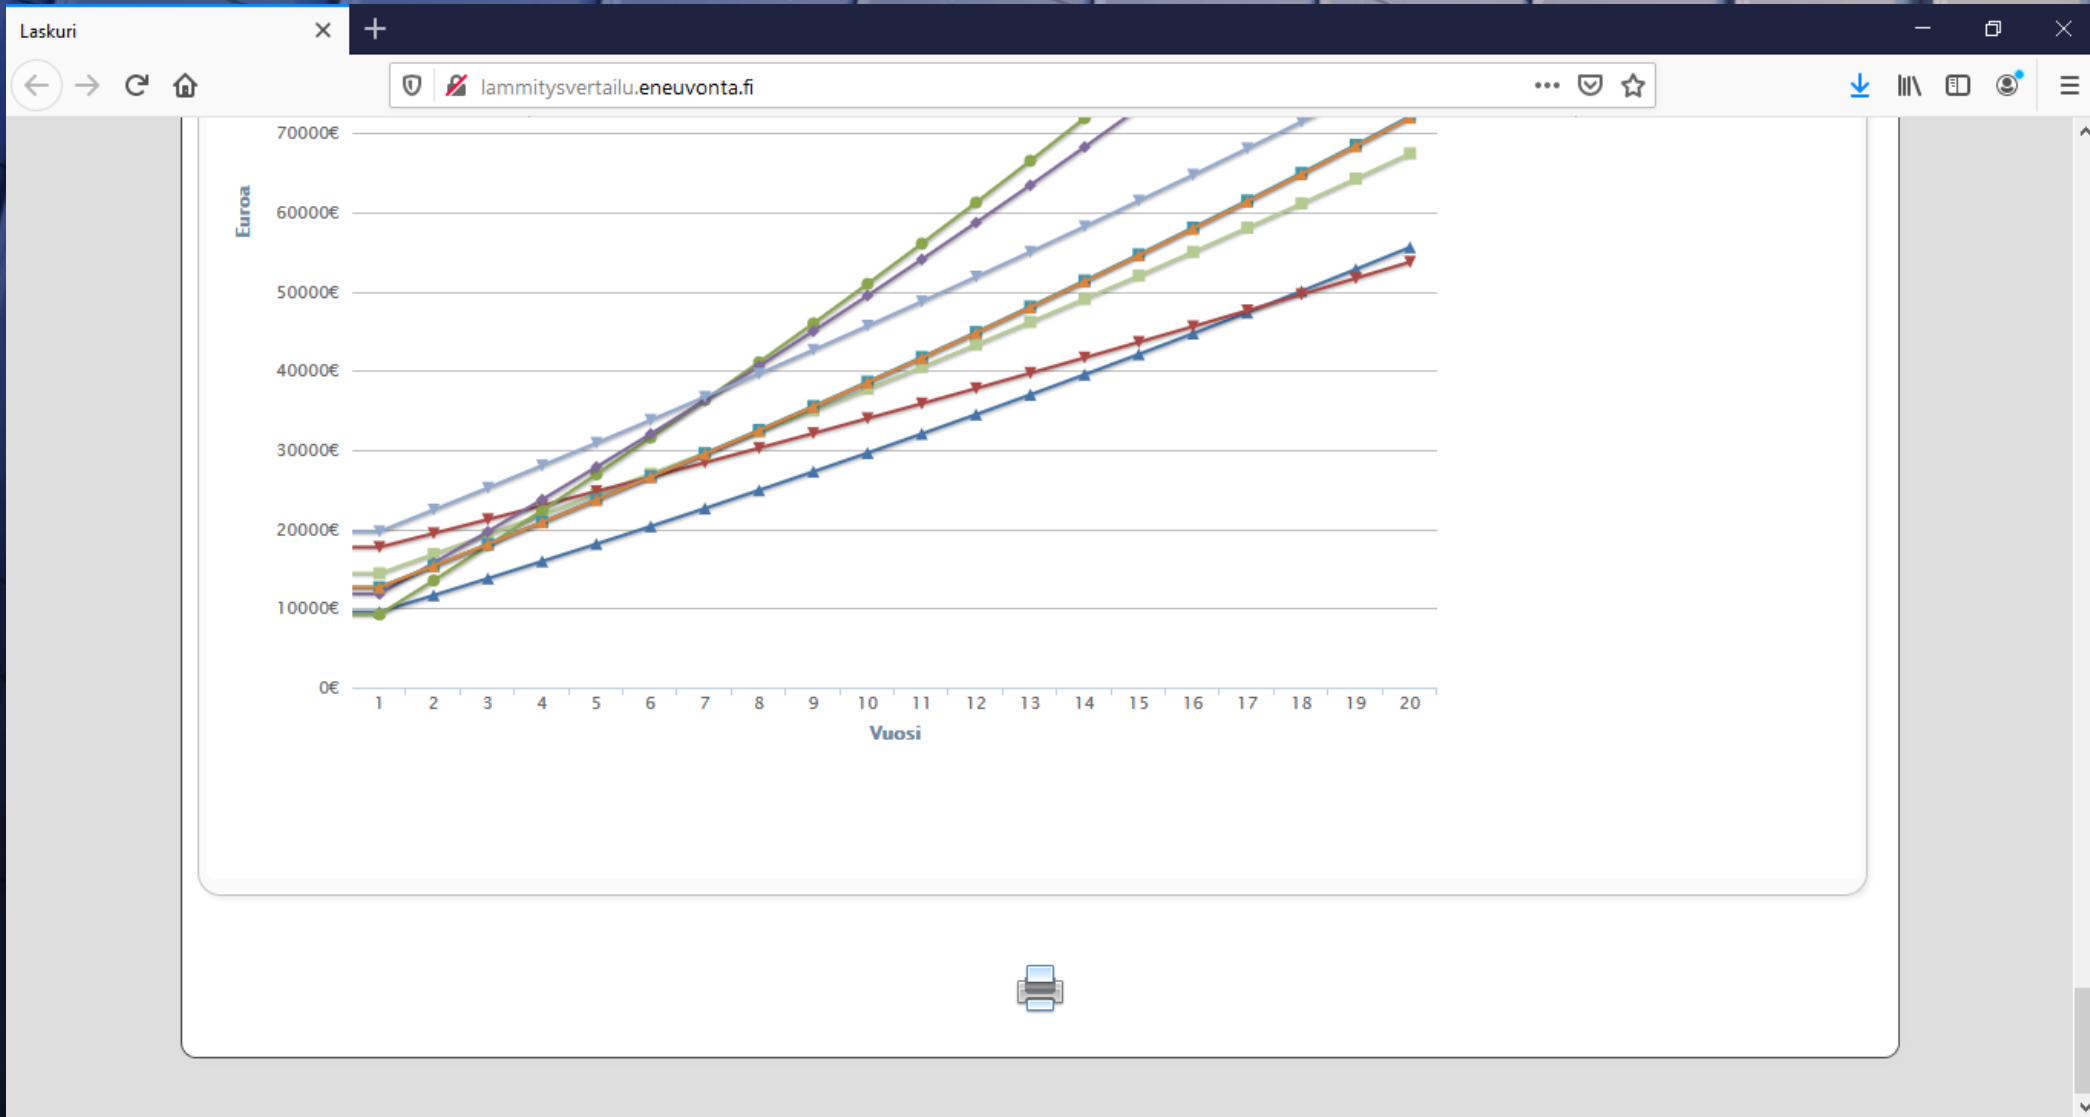 Laskuri
lammitysvertailu.eneuvonta.fi
70000€
60000€
50000€
40000€
30000€
20000€
10000€
0€
Euroa
1 2 3 4 5 6 7 8 9 10 11 12 13 14 15 16 17 18 19 20
Vuosi